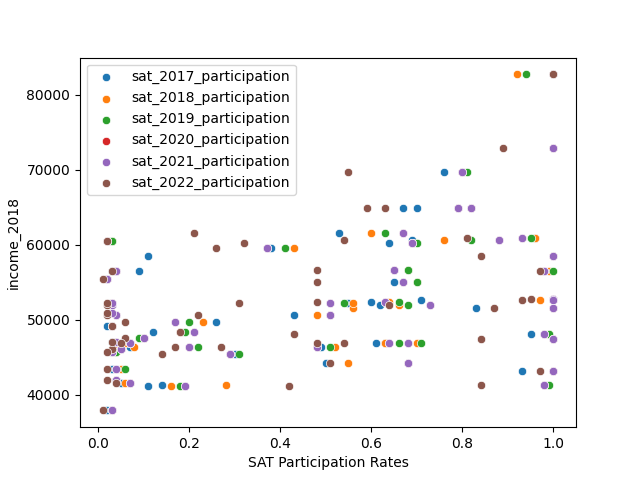 sat_2017_participation
sat_2018_participation
sat_2019_participation
sat_2020_participation
sat_2021_participation
sat_2022_participation
80000
70000
60000
50000
40000
income_2018
0.0 0.2 0.4 0.6 0.8 1.0
SAT Participation Rates